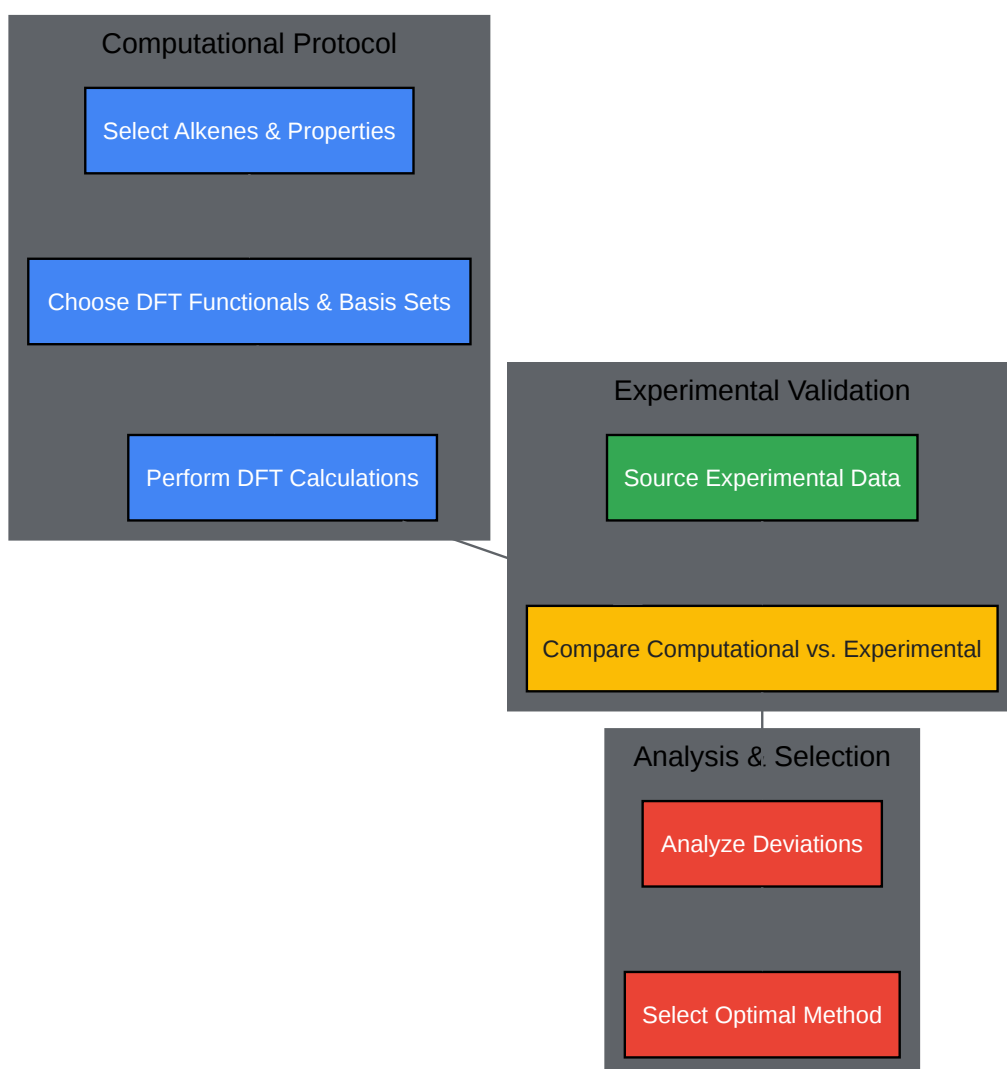 Computational Protocol
Select Alkenes & Properties
Choose DFT Functionals & Basis Sets
Perform DFT Calculations
Experimental Validation
Source Experimental Data
Compare Computational vs. Experimental
Analysis & Selection
Analyze Deviations
Select Optimal Method